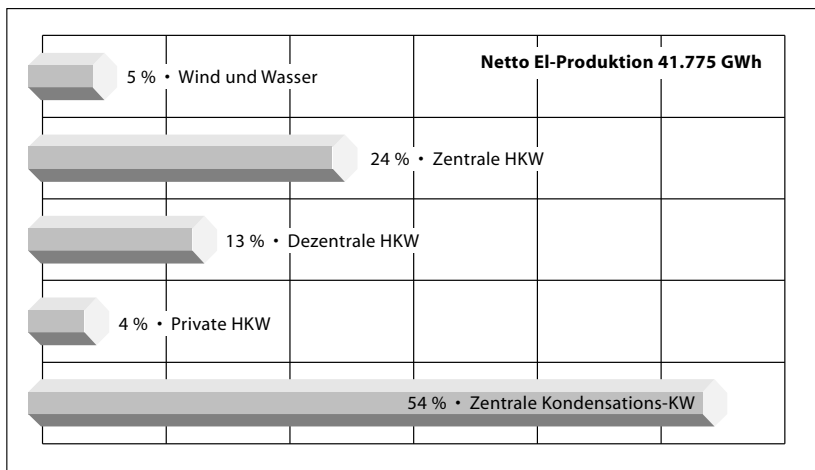 Netto El-Produktion 41.775 GWh
5 % • Wind und Wasser
24 % • Zentrale HKW
13 % • Dezentrale HKW
4 % • Private HKW
54 % • Zentrale Kondensations-KW